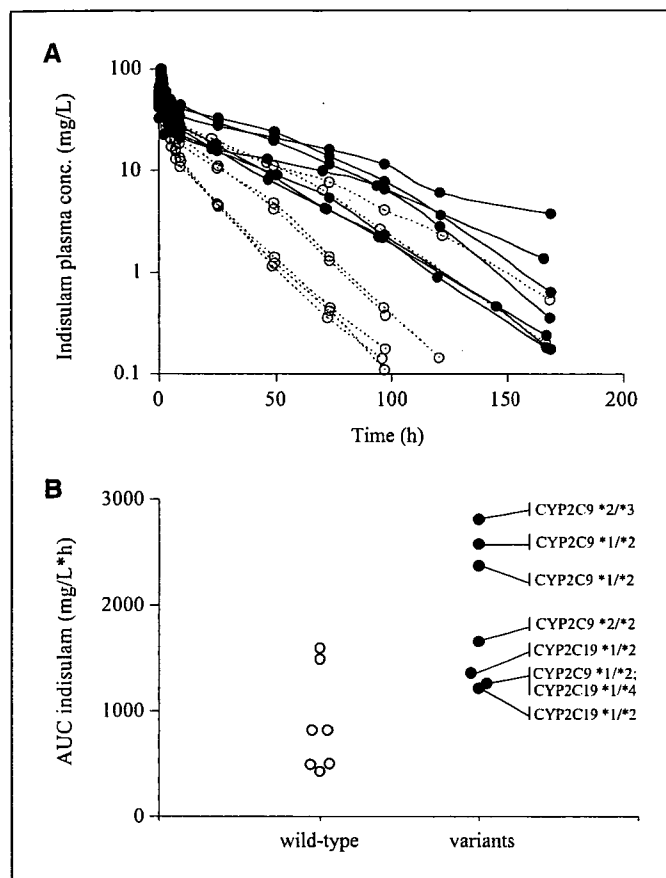 A
Indisulam plasma conc. (mg/L)
100
10
1
0.1
0
50
100
150
200
Time (h)
B
AUC indisulam (mg/L*h)
3000
2000
1000
0
CYP2C9 *2/*3
CYP2C9 *1/*2
CYP2C9 *1/*2
CYP2C9 *2/*2
CYP2C19 *1/*2
CYP2C9 *1/*2;
CYP2C19 *1/*4
CYP2C19 *1/*2
wild-type
variants